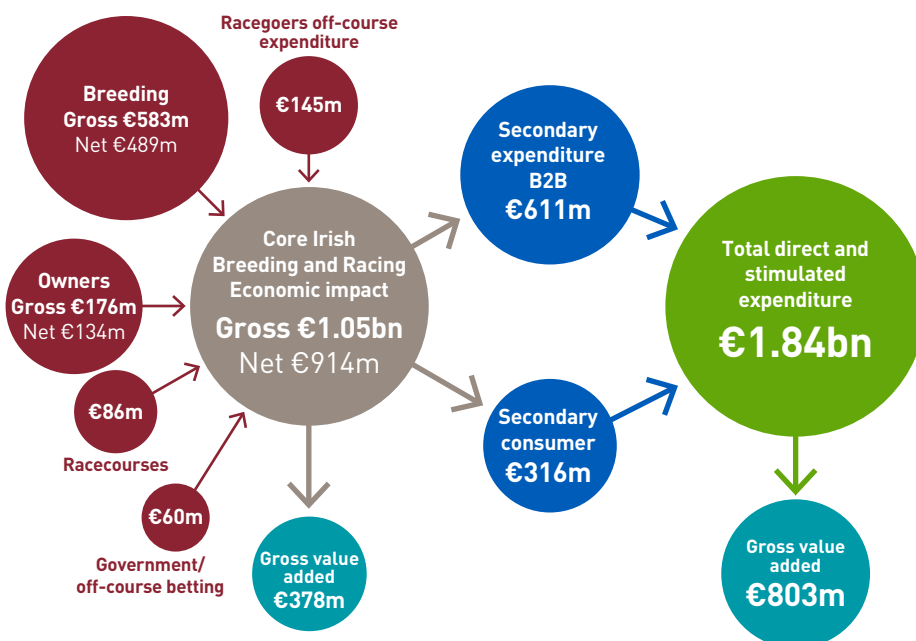 Racegoers off-course
expenditure
€145m
Breeding
Gross €583m
Net €489m
Owners
Gross €176m
Net €134m
€86m
Racecourses
€60m
Government/
off-course betting
Core Irish
Breeding and Racing
Economic impact
Gross €1.05bn
Net €914m
Gross value
added
€378m
Secondary
expenditure
B2B
€611m
Secondary
consumer
€316m
Total direct and
stimulated
expenditure
€1.84bn
Gross value
added
€803m